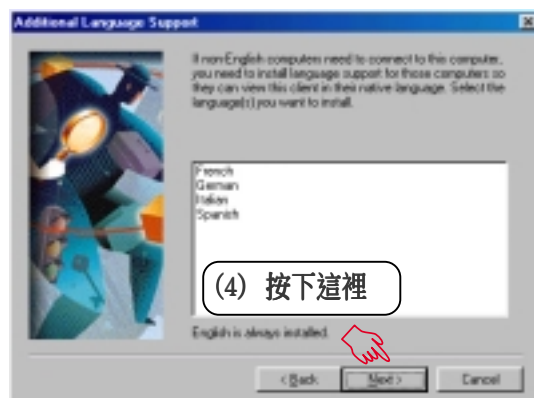 Additional Language Support
If non-English computers need to connect to this computer,
you need to install language support for those computers so
they can view this client in their native language. Select the
language(s) you want to install.
French
German
Italian
Spanish
(4) 按下這裡
English is always installed.
< Back
Next >
Cancel